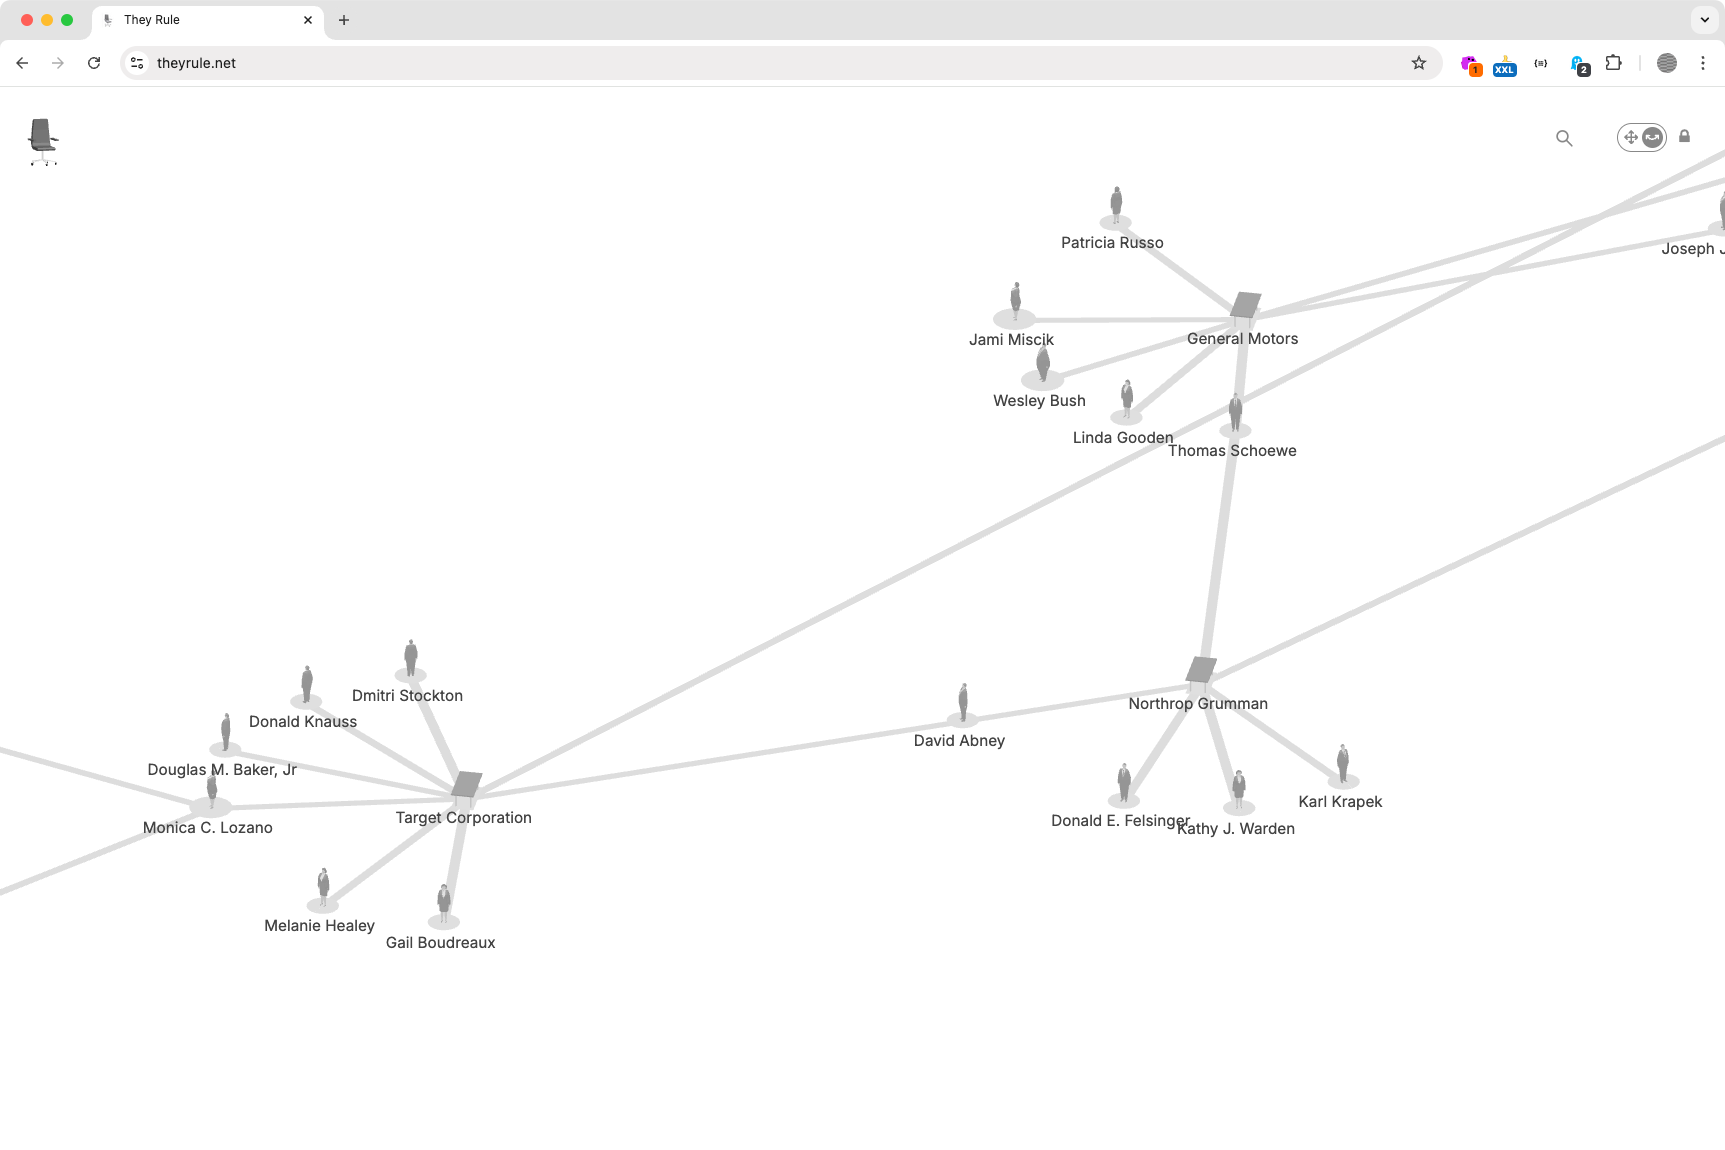 They Rule
theyrule.net
1
XXL
2
Patricia Russo
Joseph J
Jami Miscik
General Motors
Wesley Bush
Linda Gooden
Thomas Schoewe
Dmitri Stockton
Northrop Grumman
Donald Knauss
David Abney
Douglas M. Baker, Jr
Karl Krapek
Target Corporation
Donald E. Felsinger
Monica C. Lozano
Kathy J. Warden
Melanie Healey
Gail Boudreaux